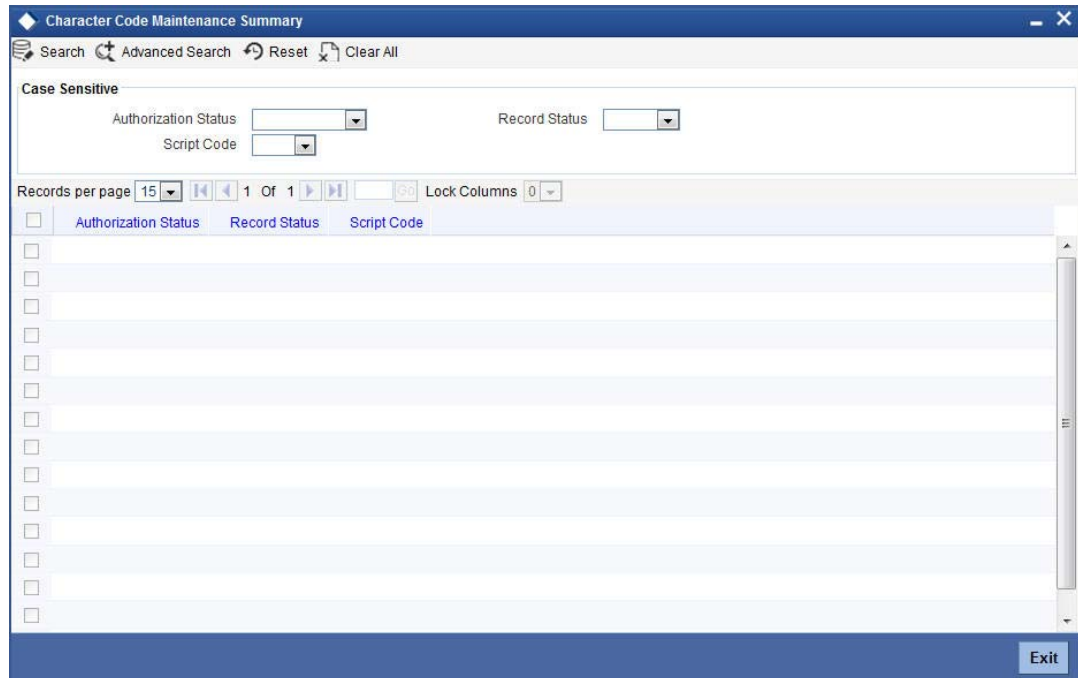 Character Code Maintenance Summary
Search Advanced Search Reset Clear All
Case Sensitive
Authorization Status Record Status
Script Code
Records per page 15 1 Of 1 Go Lock Columns 0
Authorization Status Record Status Script Code
Exit